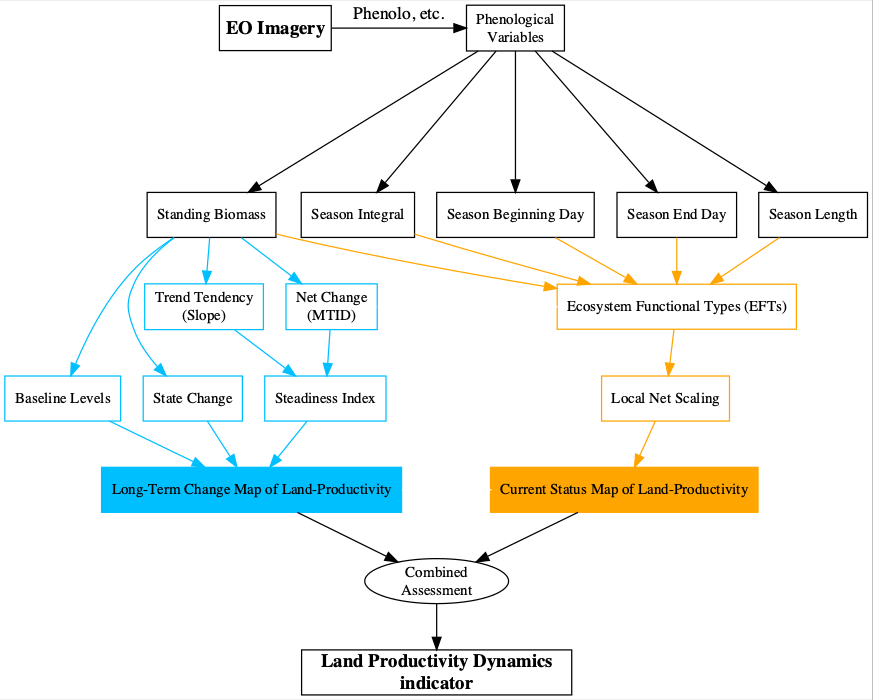 EO Imagery
Phenolo, etc.
Phenological
Variables
Standing Biomass
Season Integral
Season Beginning Day
Season End Day
Season Length
Trend Tendency
(Slope)
Net Change
(MTID)
Ecosystem Functional Types (EFTs)
Baseline Levels
State Change
Steadiness Index
Local Net Scaling
Long-Term Change Map of Land-Productivity
Current Status Map of Land-Productivity
Combined
Assessment
Land Productivity Dynamics
indicator